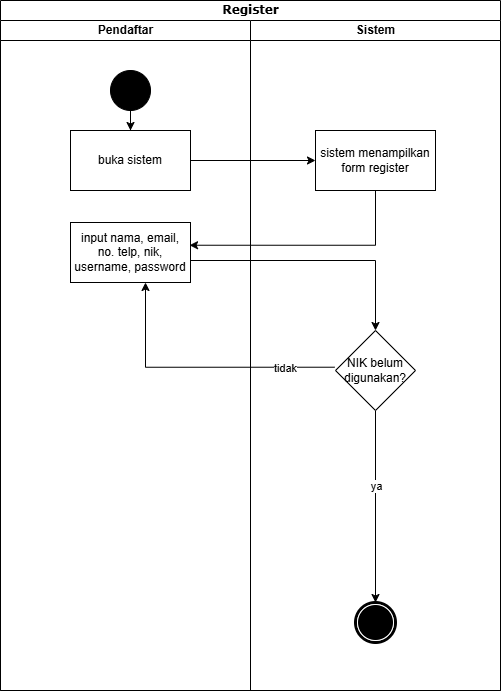 Register
Pendaftar
Sistem
buka sistem
sistem menampilkan
form register
input nama, email,
no. telp, nik,
username, password
NIK belum
digunakan?
tidak
ya